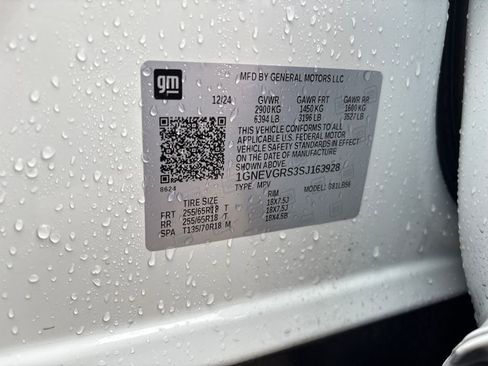 gm
MFD BY GENERAL MOTORS LLC
12/24 GVWR GAWR FRT GAWR RR
2900 KG 1450 KG 1600 KG
6394 LB 3196 LB 3527 LB
THIS VEHICLE CONFORMS TO ALL
APPLICABLE U.S. FEDERAL MOTOR
VEHICLE SAFETY STANDARDS IN EFFECT
ON THE DATE OF MANUFACTURE
SHOWN ABOVE.
1GNEVGRS3SJ163928
8624 TYPE: MPV MODEL:
TIRE SIZE RIM
FRT 255/65R18 T 18X7.5J
RR 255/65R18 T 18X7.5J
SPA T135/70R18 M 18X4.5B